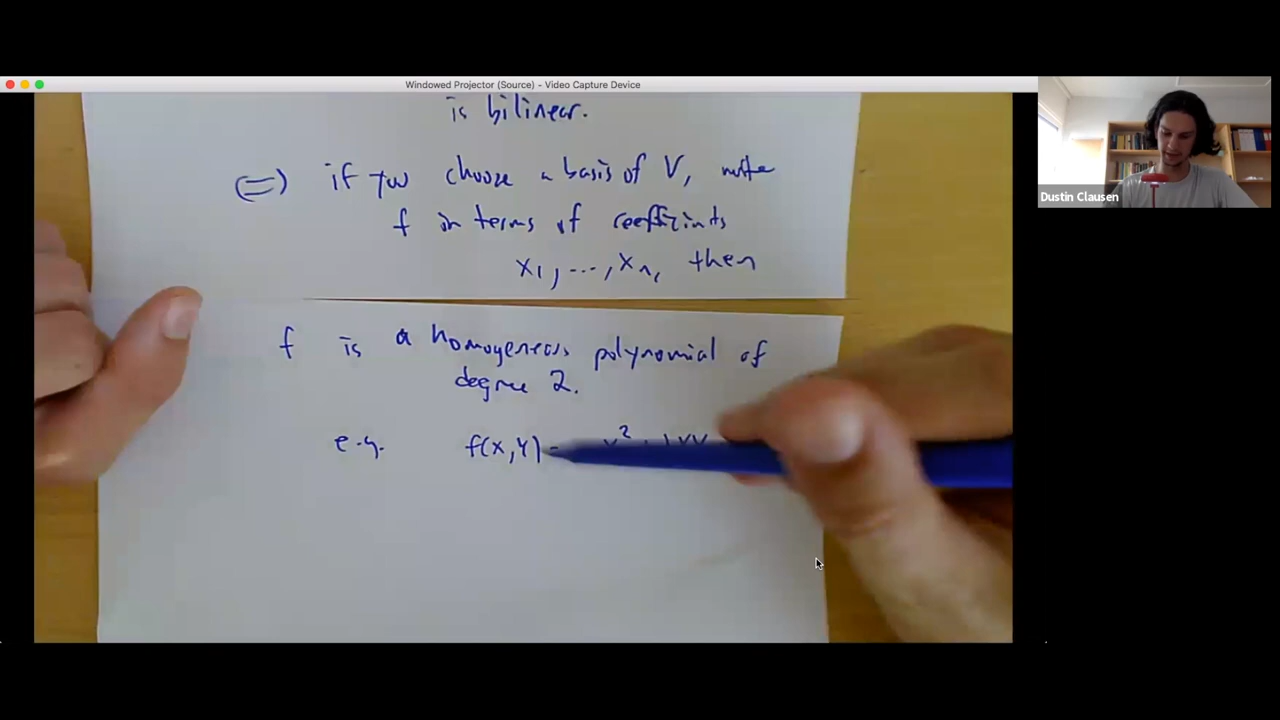 Windowed Projector (Source) - Video Capture Device
is bilinear.
(=) if you choose a basis of V, write
f in terms of coefficients
x1, ..., xn, then
f is a homogeneous polynomial of
degree 2.
e.g. f(x,y) =
Dustin Clausen